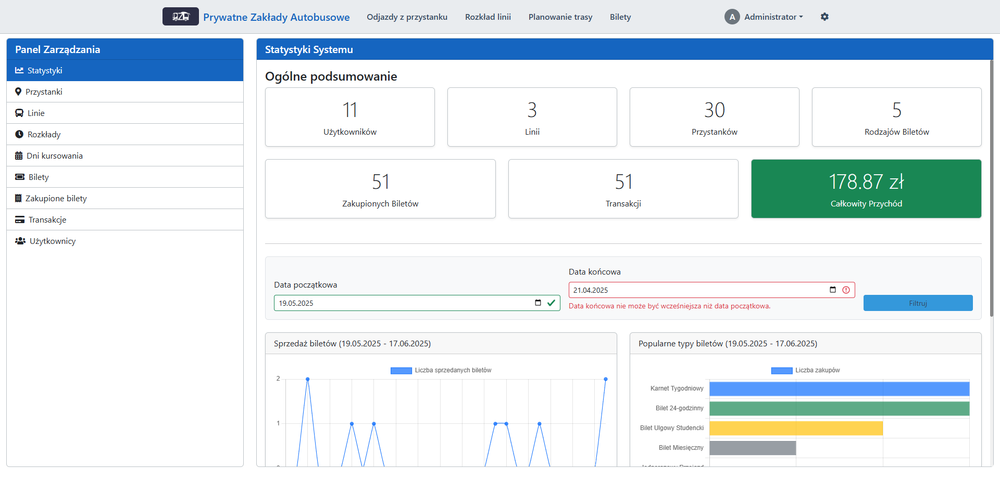 PZA Prywatne Zakłady Autobusowe Odjazdy z przystanku Rozkład linii Planowanie trasy Bilety A Administrator
Panel Zarządzania
Statystyki
Przystanki
Linie
Rozkłady
Dni kursowania
Bilety
Zakupione bilety
Transakcje
Użytkownicy
Statystyki Systemu
Ogólne podsumowanie
11
Użytkowników
3
Linii
30
Przystanków
5
Rodzajów Biletów
51
Zakupionych Biletów
51
Transakcji
178.87 zł
Całkowity Przychód
Data początkowa
19.05.2025
Data końcowa
21.04.2025
Data końcowa nie może być wcześniejsza niż data początkowa.
Filtruj
Sprzedaż biletów (19.05.2025 - 17.06.2025)
Liczba sprzedanych biletów
2
1
Popularne typy biletów (19.05.2025 - 17.06.2025)
Liczba zakupów
Karnet Tygodniowy
Bilet 24-godzinny
Bilet Ulgowy Studencki
Bilet Miesięczny